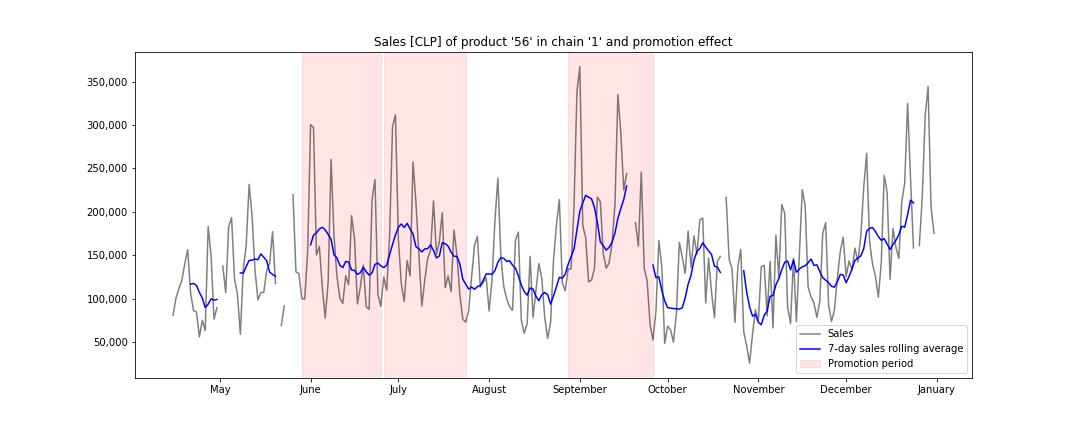 Sales [CLP] of product '56' in chain '1' and promotion effect
350,000
300,000
250,000
200,000
150,000
100,000
50,000
May June July August September October November December January
Sales
7-day sales rolling average
Promotion period